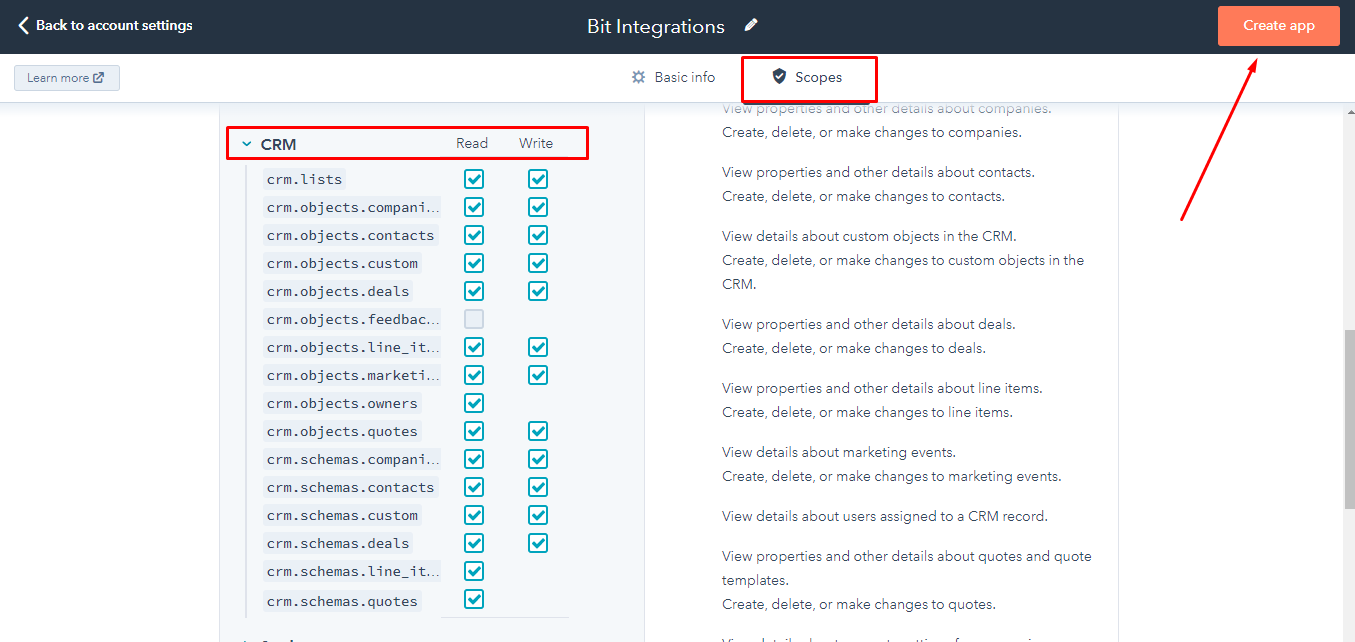 Back to account settings
Bit Integrations
Create app
Learn more
Basic info
Scopes
CRM Read Write
crm.lists
crm.objects.compani...
crm.objects.contacts
crm.objects.custom
crm.objects.deals
crm.objects.feedbac...
crm.objects.line_it...
crm.objects.marketi...
crm.objects.owners
crm.objects.quotes
crm.schemas.compani...
crm.schemas.contacts
crm.schemas.custom
crm.schemas.deals
crm.schemas.line_it...
crm.schemas.quotes
View properties and other details about companies.
Create, delete, or make changes to companies.
View properties and other details about contacts.
Create, delete, or make changes to contacts.
View details about custom objects in the CRM.
Create, delete, or make changes to custom objects in the
CRM.
View properties and other details about deals.
Create, delete, or make changes to deals.
View properties and other details about line items.
Create, delete, or make changes to line items.
View details about marketing events.
Create, delete, or make changes to marketing events.
View details about users assigned to a CRM record.
View properties and other details about quotes and quote
templates.
Create, delete, or make changes to quotes.